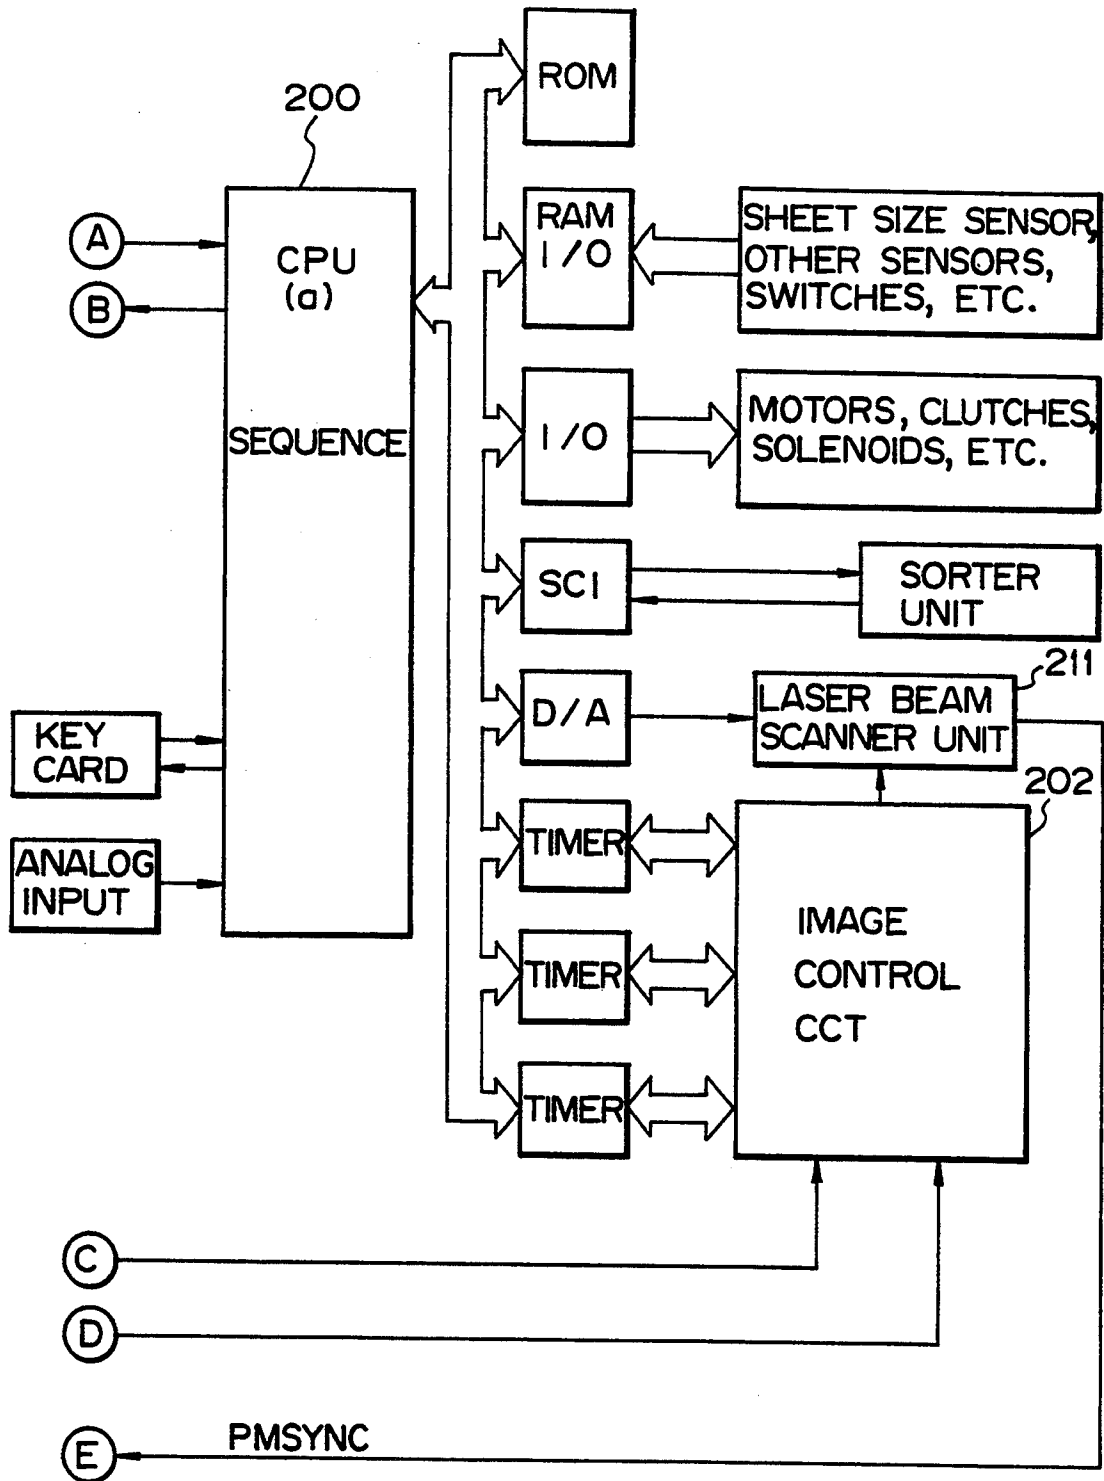 200
A
B
CPU
(a)
SEQUENCE
KEY
CARD
ANALOG
INPUT
ROM
RAM
I/O
SHEET SIZE SENSOR,
OTHER SENSORS,
SWITCHES, ETC.
I/O
MOTORS, CLUTCHES,
SOLENOIDS, ETC.
SCI
SORTER
UNIT
D/A
211
LASER BEAM
SCANNER UNIT
202
TIMER
TIMER
TIMER
IMAGE
CONTROL
CCT
C
D
E
PMSYNC